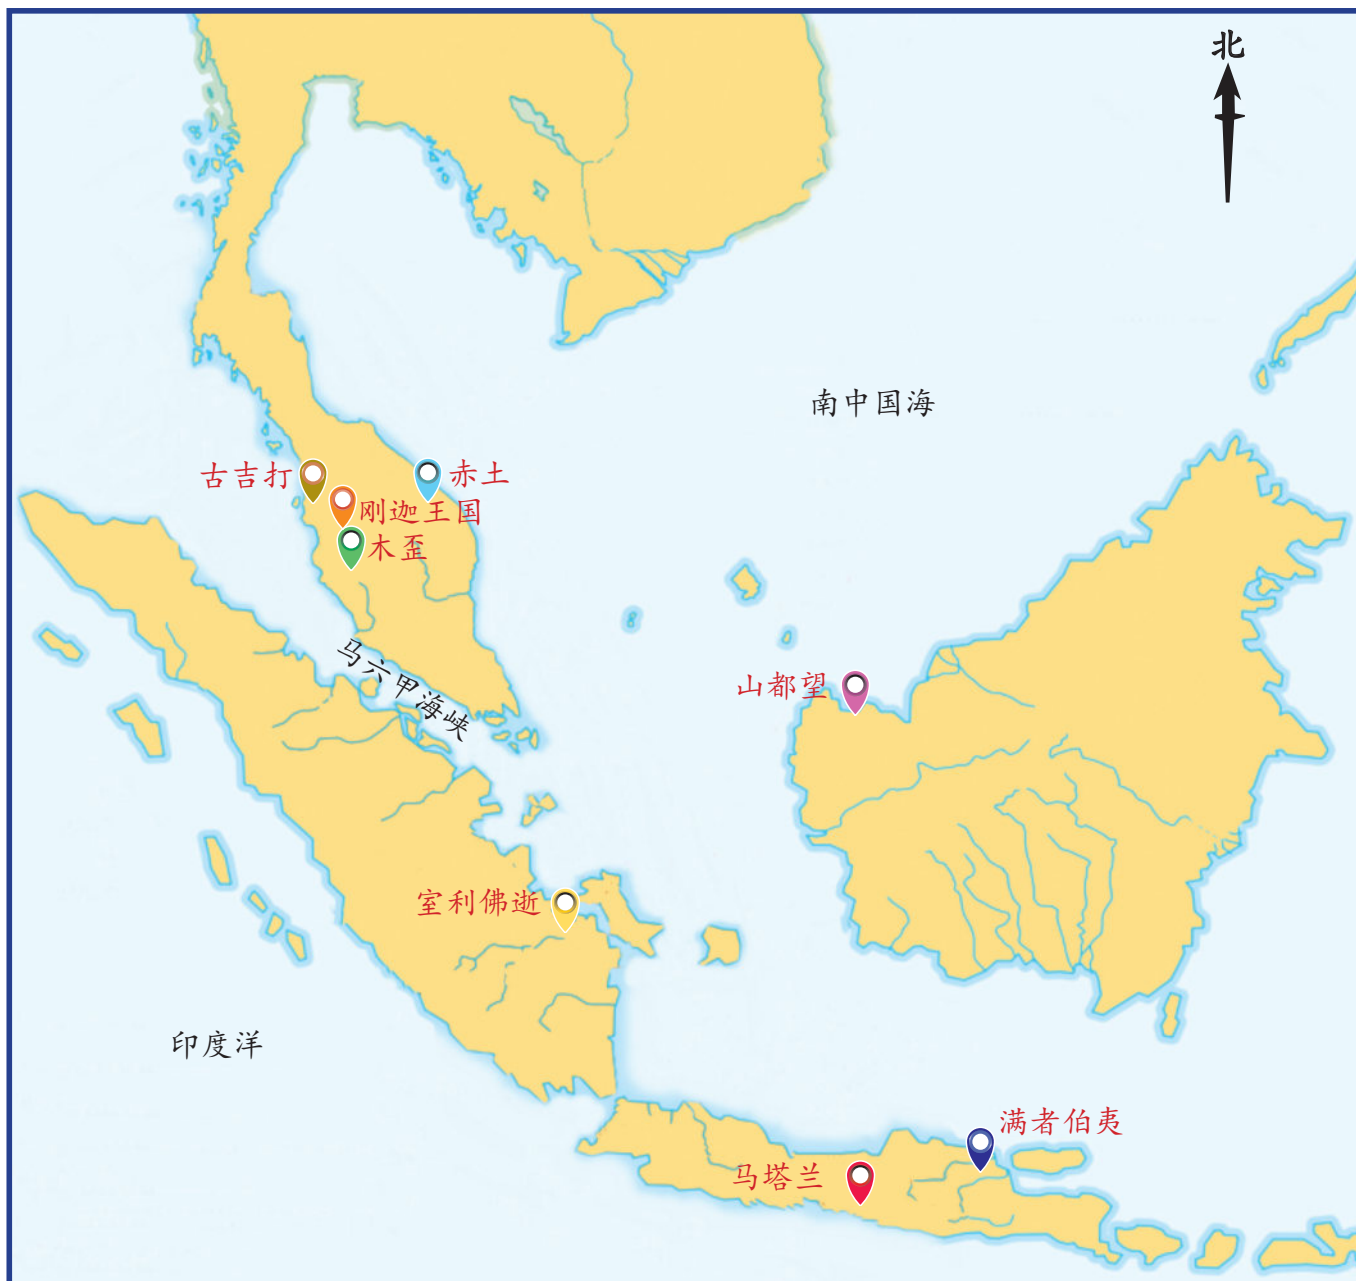 北
南中国海
古吉打
赤土
刚迦王国
木歪
马六甲海峡
山都望
室利佛逝
印度洋
满者伯夷
马塔兰